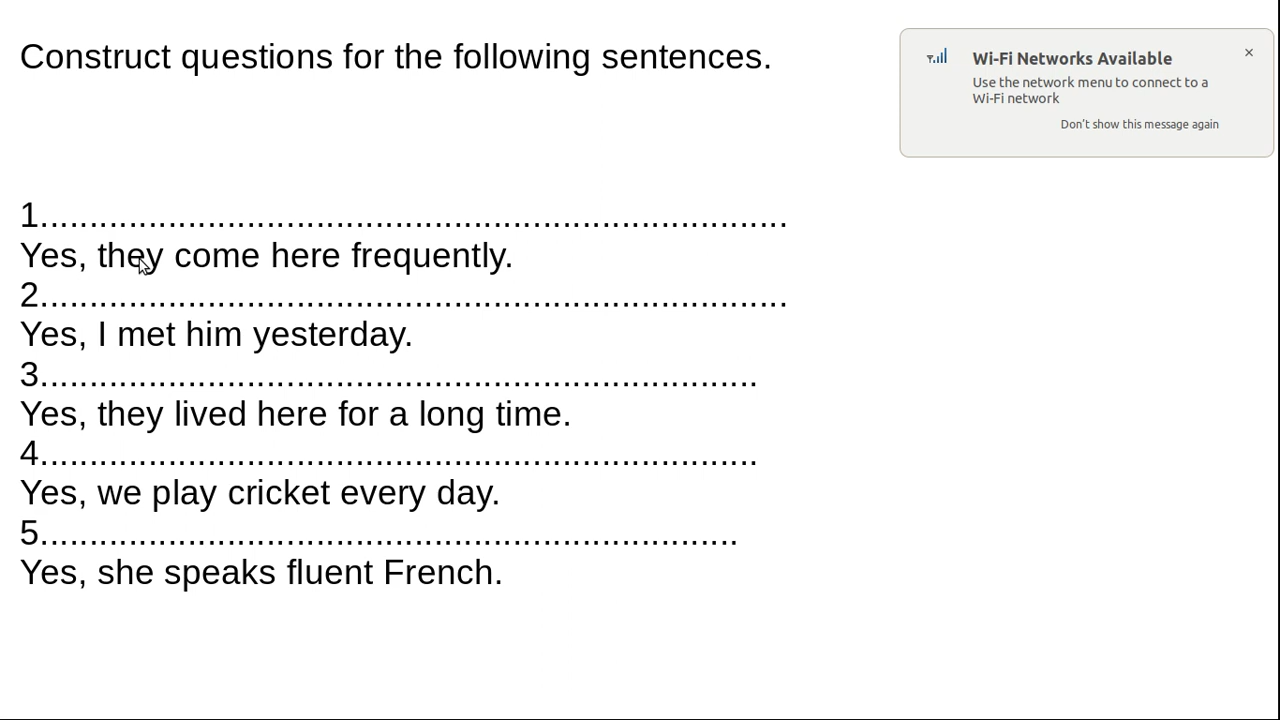 Construct questions for the following sentences.
Wi-Fi Networks Available
Use the network menu to connect to a
Wi-Fi network
Don't show this message again
1............................................................................
Yes, they come here frequently.
2............................................................................
Yes, I met him yesterday.
3.........................................................................
Yes, they lived here for a long time.
4.........................................................................
Yes, we play cricket every day.
5.......................................................................
Yes, she speaks fluent French.